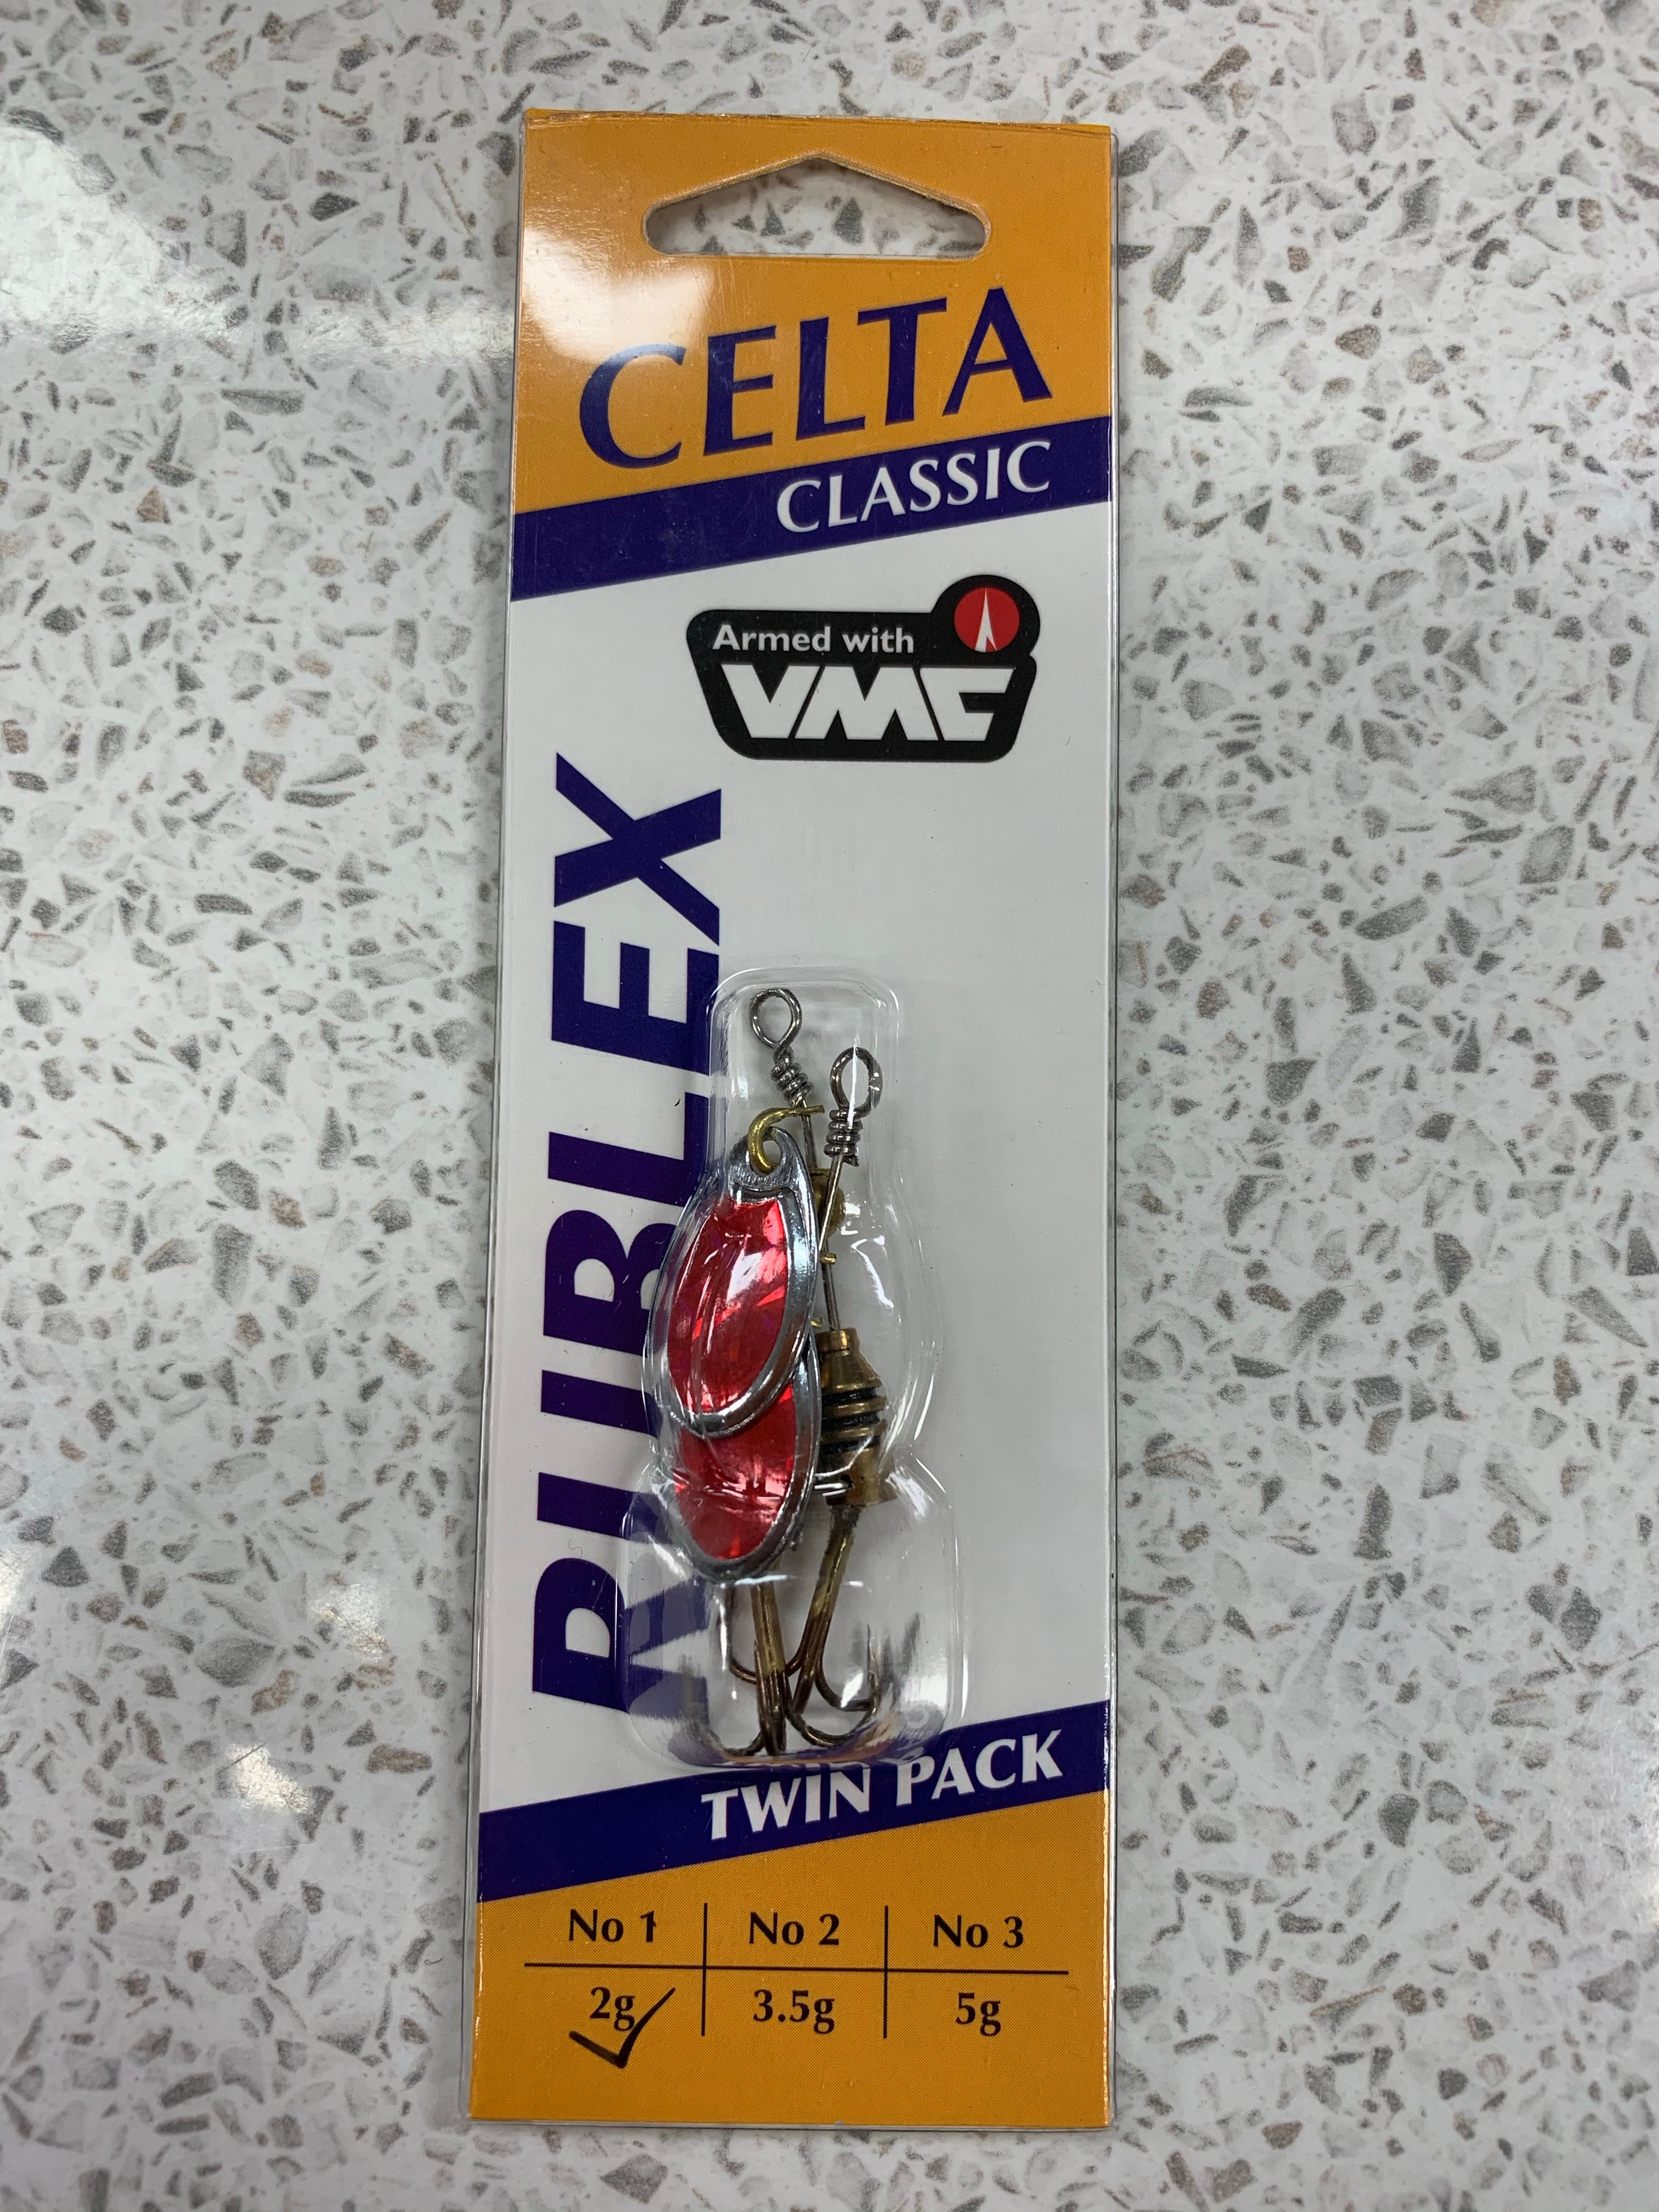 CELTA
CLASSIC
Armed with
VMC
RUBLEX
TWIN PACK
No 1 No 2 No 3
2g 3.5g 5g